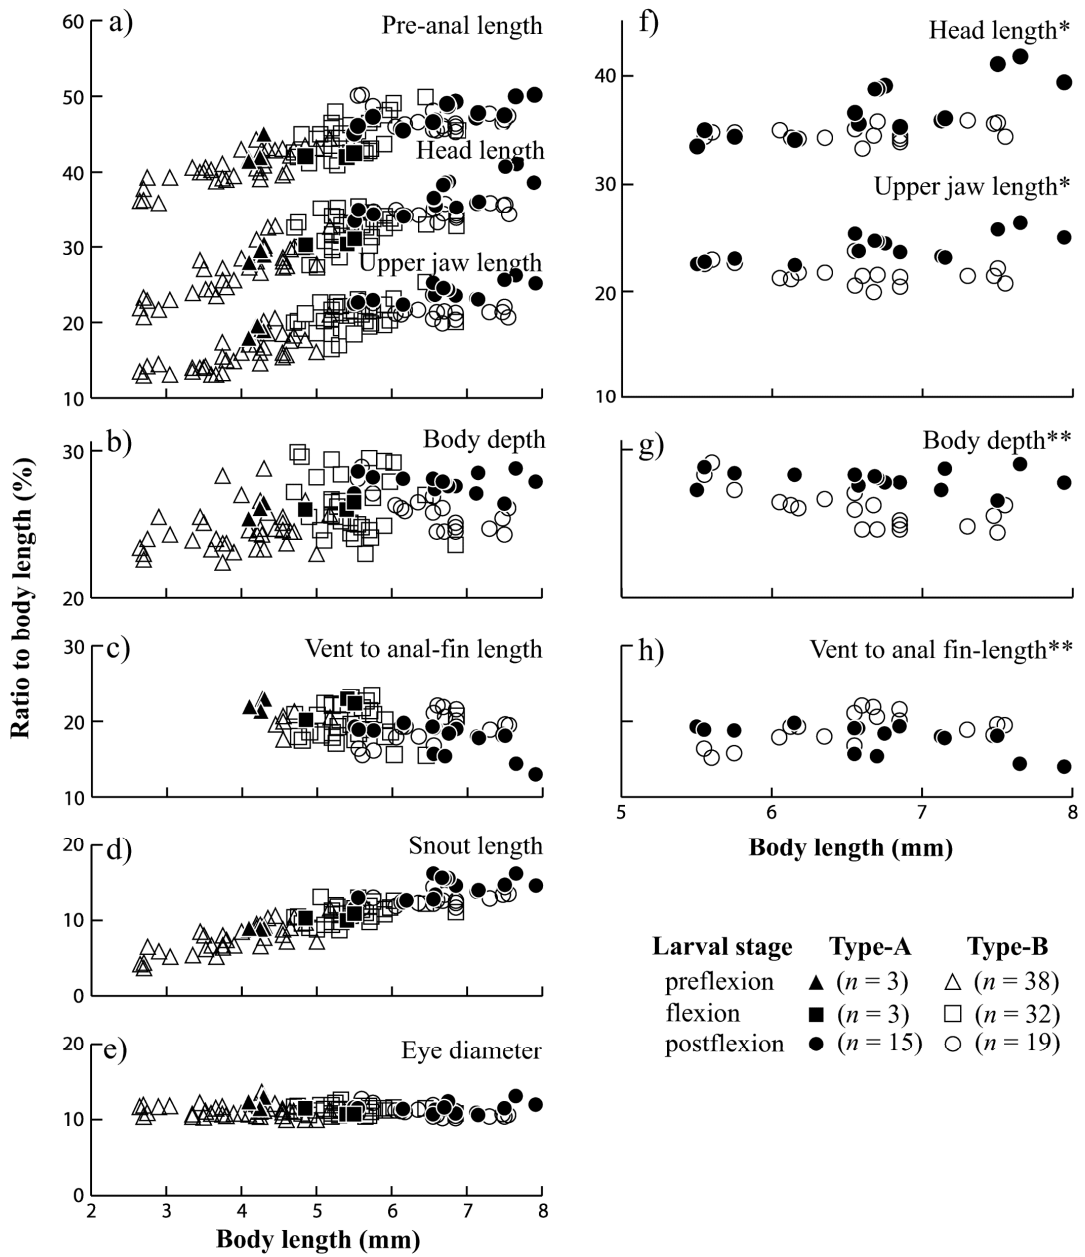 a)
Pre-anal length
Head length
Upper jaw length
60
50
40
30
20
10
b)
Body depth
30
20
c)
Vent to anal-fin length
30
20
10
d)
Snout length
20
10
0
e)
Eye diameter
20
10
0
2 3 4 5 6 7 8
Body length (mm)
Ratio to body length (%)
f)
Head length*
Upper jaw length*
40
30
20
10
g)
Body depth**
h)
Vent to anal fin-length**
5 6 7 8
Body length (mm)
Larval stage Type-A Type-B
preflexion (n = 3) (n = 38)
flexion (n = 3) (n = 32)
postflexion (n = 15) (n = 19)